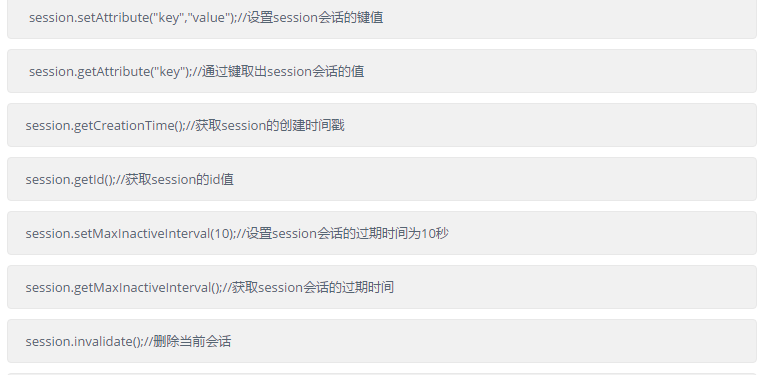 session.setAttribute("key","value");//设置session会话的键值
session.getAttribute("key");//通过键取出session会话的值
session.getCreationTime();//获取session的创建时间戳
session.getId();//获取session的id值
session.setMaxInactiveInterval(10);//设置session会话的过期时间为10秒
session.getMaxInactiveInterval();//获取session会话的过期时间
session.invalidate();//删除当前会话